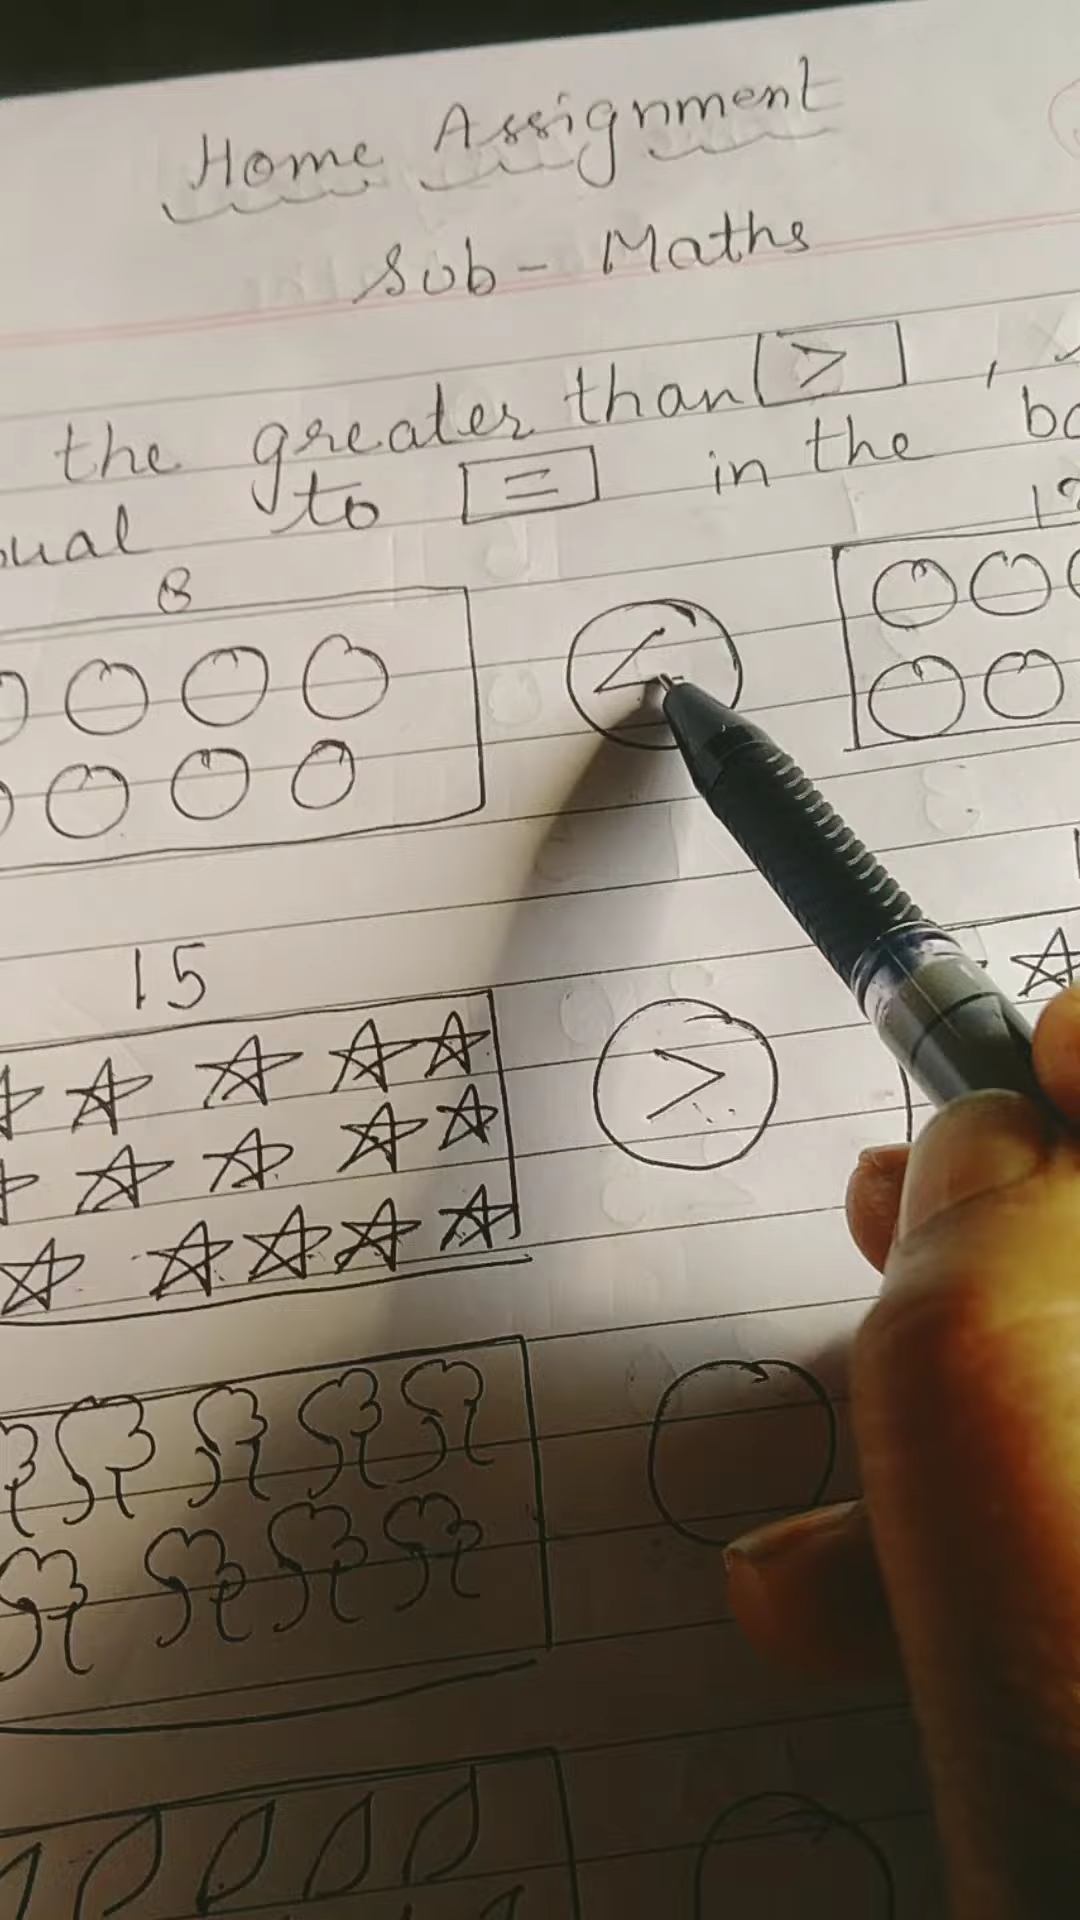 Home Assignment
Sub - Maths
the greater than >,
to = in the
8
<
15
>